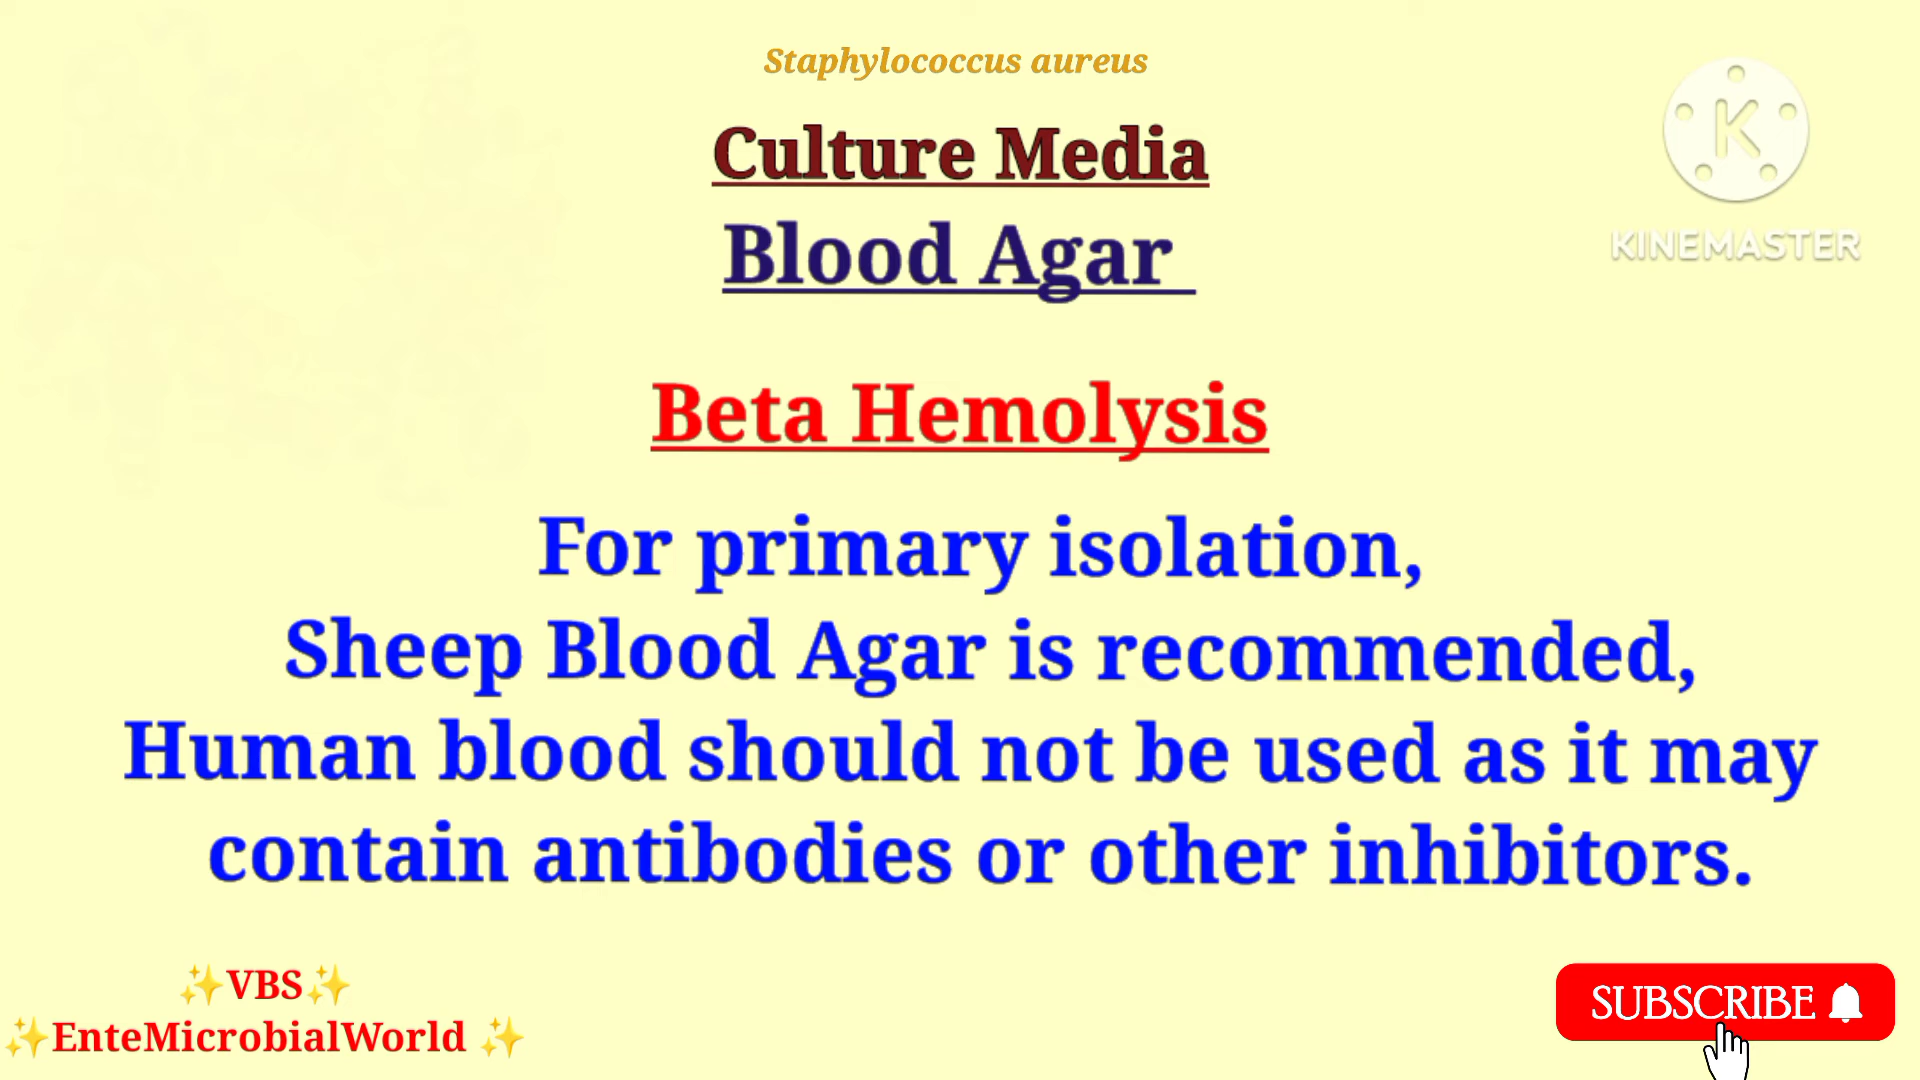 Staphylococcus aureus
Culture Media
Blood Agar
Beta Hemolysis
For primary isolation,
Sheep Blood Agar is recommended,
Human blood should not be used as it may
contain antibodies or other inhibitors.
K
KINEMASTER
✨VBS✨
✨EnteMicrobialWorld ✨
SUBSCRIBE